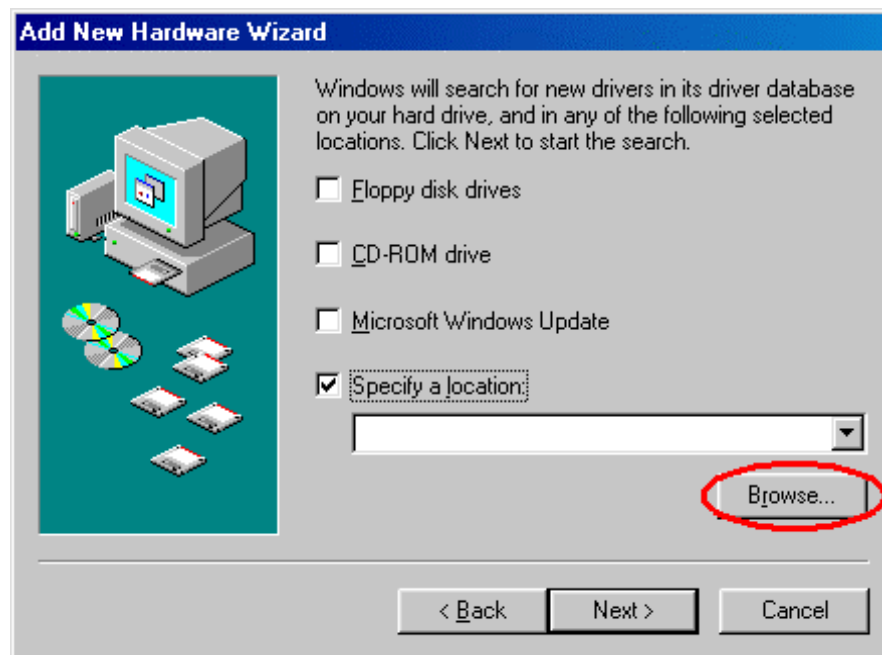 Add New Hardware Wizard
Windows will search for new drivers in its driver database
on your hard drive, and in any of the following selected
locations. Click Next to start the search.
Floppy disk drives
CD-ROM drive
Microsoft Windows Update
Specify a location:
Browse...
< Back
Next >
Cancel